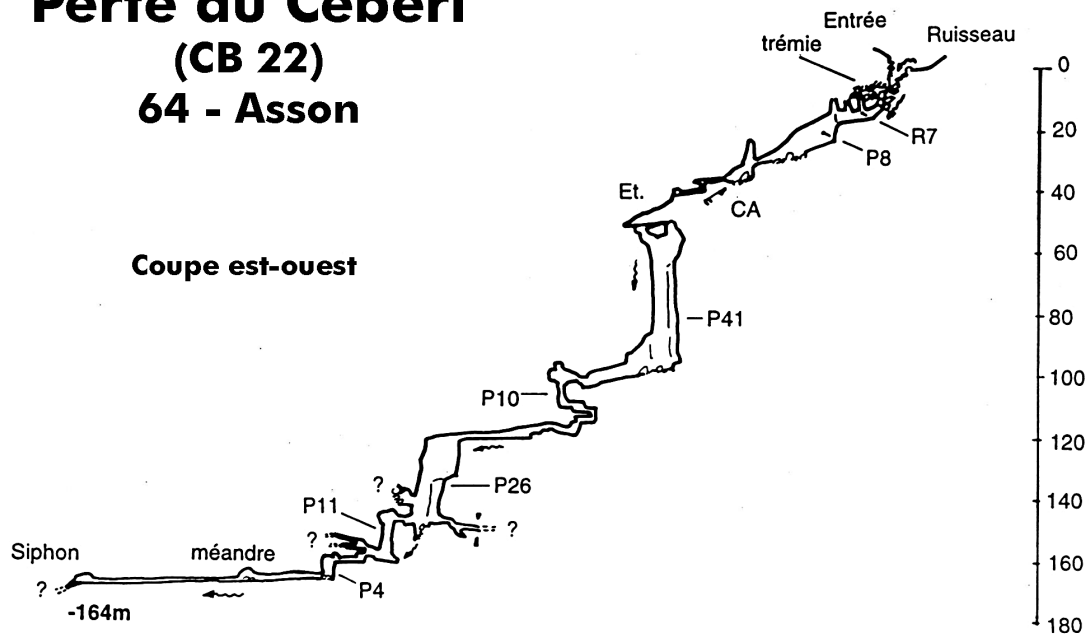 Perte du Cébéri
(CB 22)
64 - Asson
Coupe est-ouest
Entrée
Ruisseau
trémie
0
R7
20
P8
Et.
40
CA
60
P41
80
100
P10
120
?
P26
P11
140
?
?
Siphon
méandre
160
?
P4
-164m
180